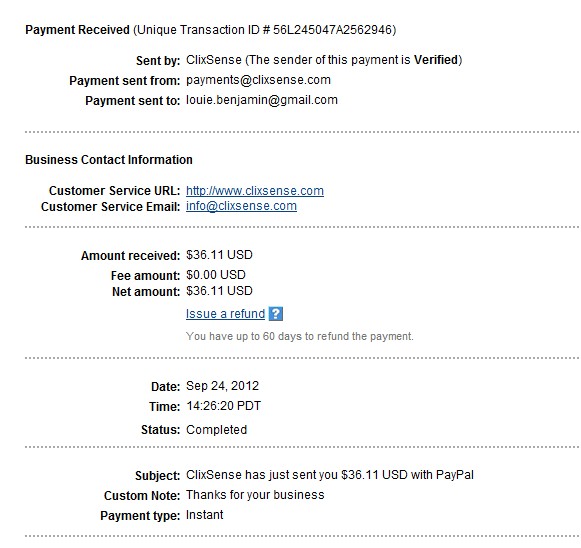 Payment Received (Unique Transaction ID # 56L245047A2562946)
Sent by: ClixSense (The sender of this payment is Verified)
Payment sent from: payments@clixsense.com
Payment sent to: louie.benjamin@gmail.com
Business Contact Information
Customer Service URL: http://www.clixsense.com
Customer Service Email: info@clixsense.com
Amount received: $36.11 USD
Fee amount: $0.00 USD
Net amount: $36.11 USD
Issue a refund ?
You have up to 60 days to refund the payment.
Date: Sep 24, 2012
Time: 14:26:20 PDT
Status: Completed
Subject: ClixSense has just sent you $36.11 USD with PayPal
Custom Note: Thanks for your business
Payment type: Instant